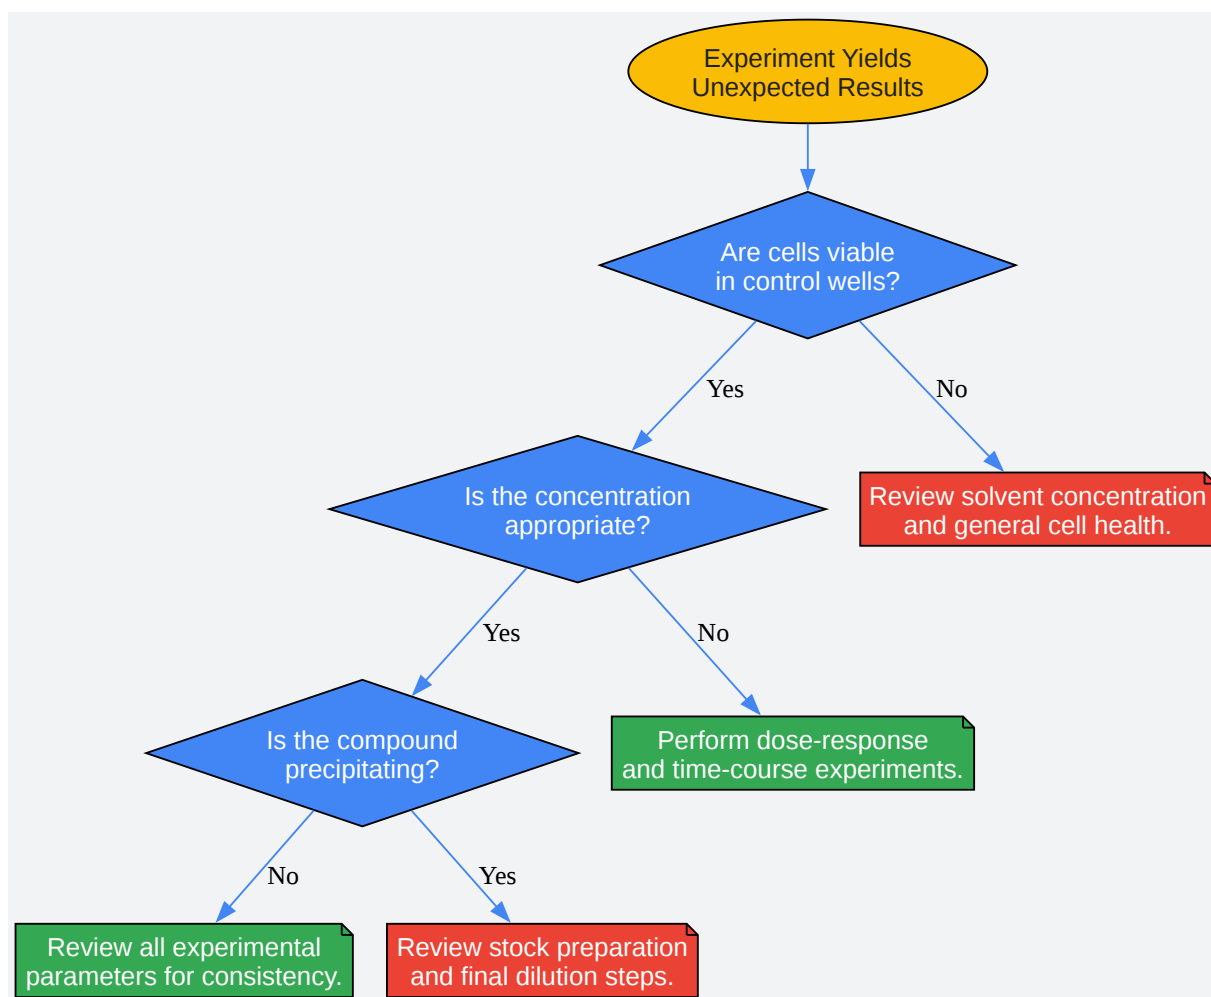 Experiment Yields
Unexpected Results
Are cells viable
in control wells?
Yes
No
Is the concentration
appropriate?
Review solvent concentration
and general cell health.
Yes
No
Is the compound
precipitating?
Perform dose-response
and time-course experiments.
No
Yes
Review all experimental
parameters for consistency.
Review stock preparation
and final dilution steps.